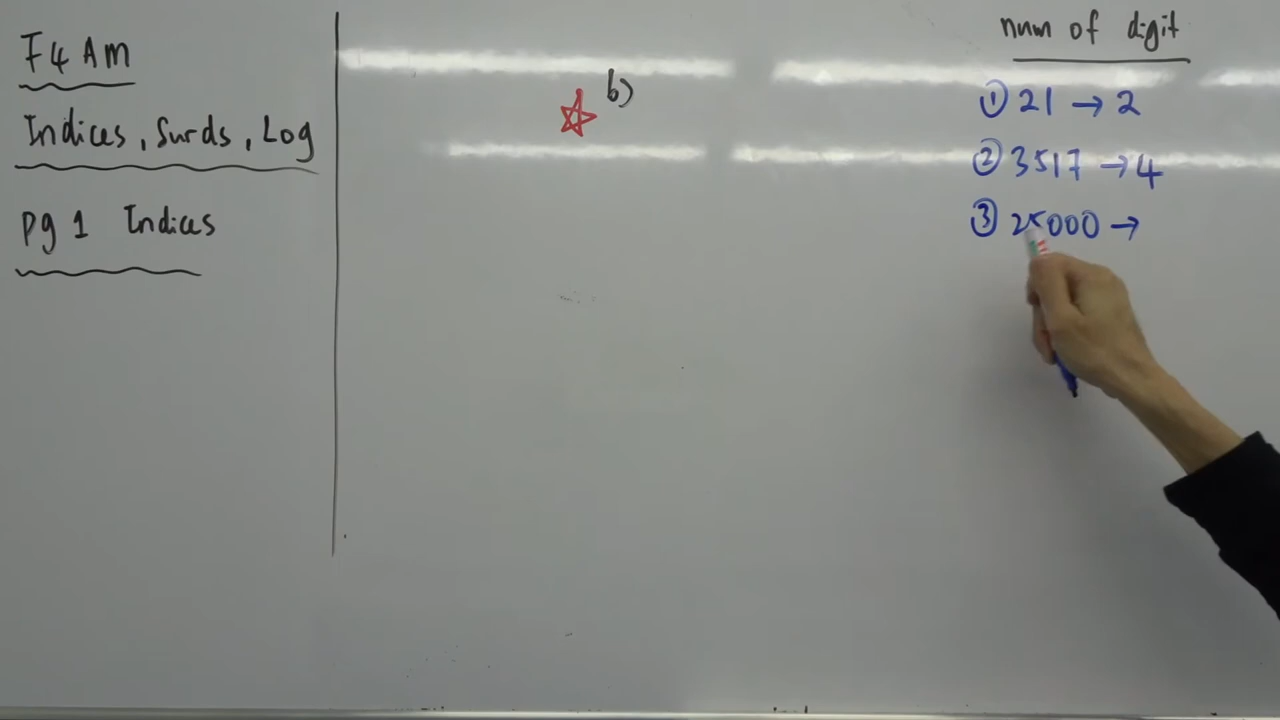 F4 Am
Indices, Surds, Log
pg 1 Indices
b)
num of digit
① 21 → 2
② 3517 → 4
③ 25000 →